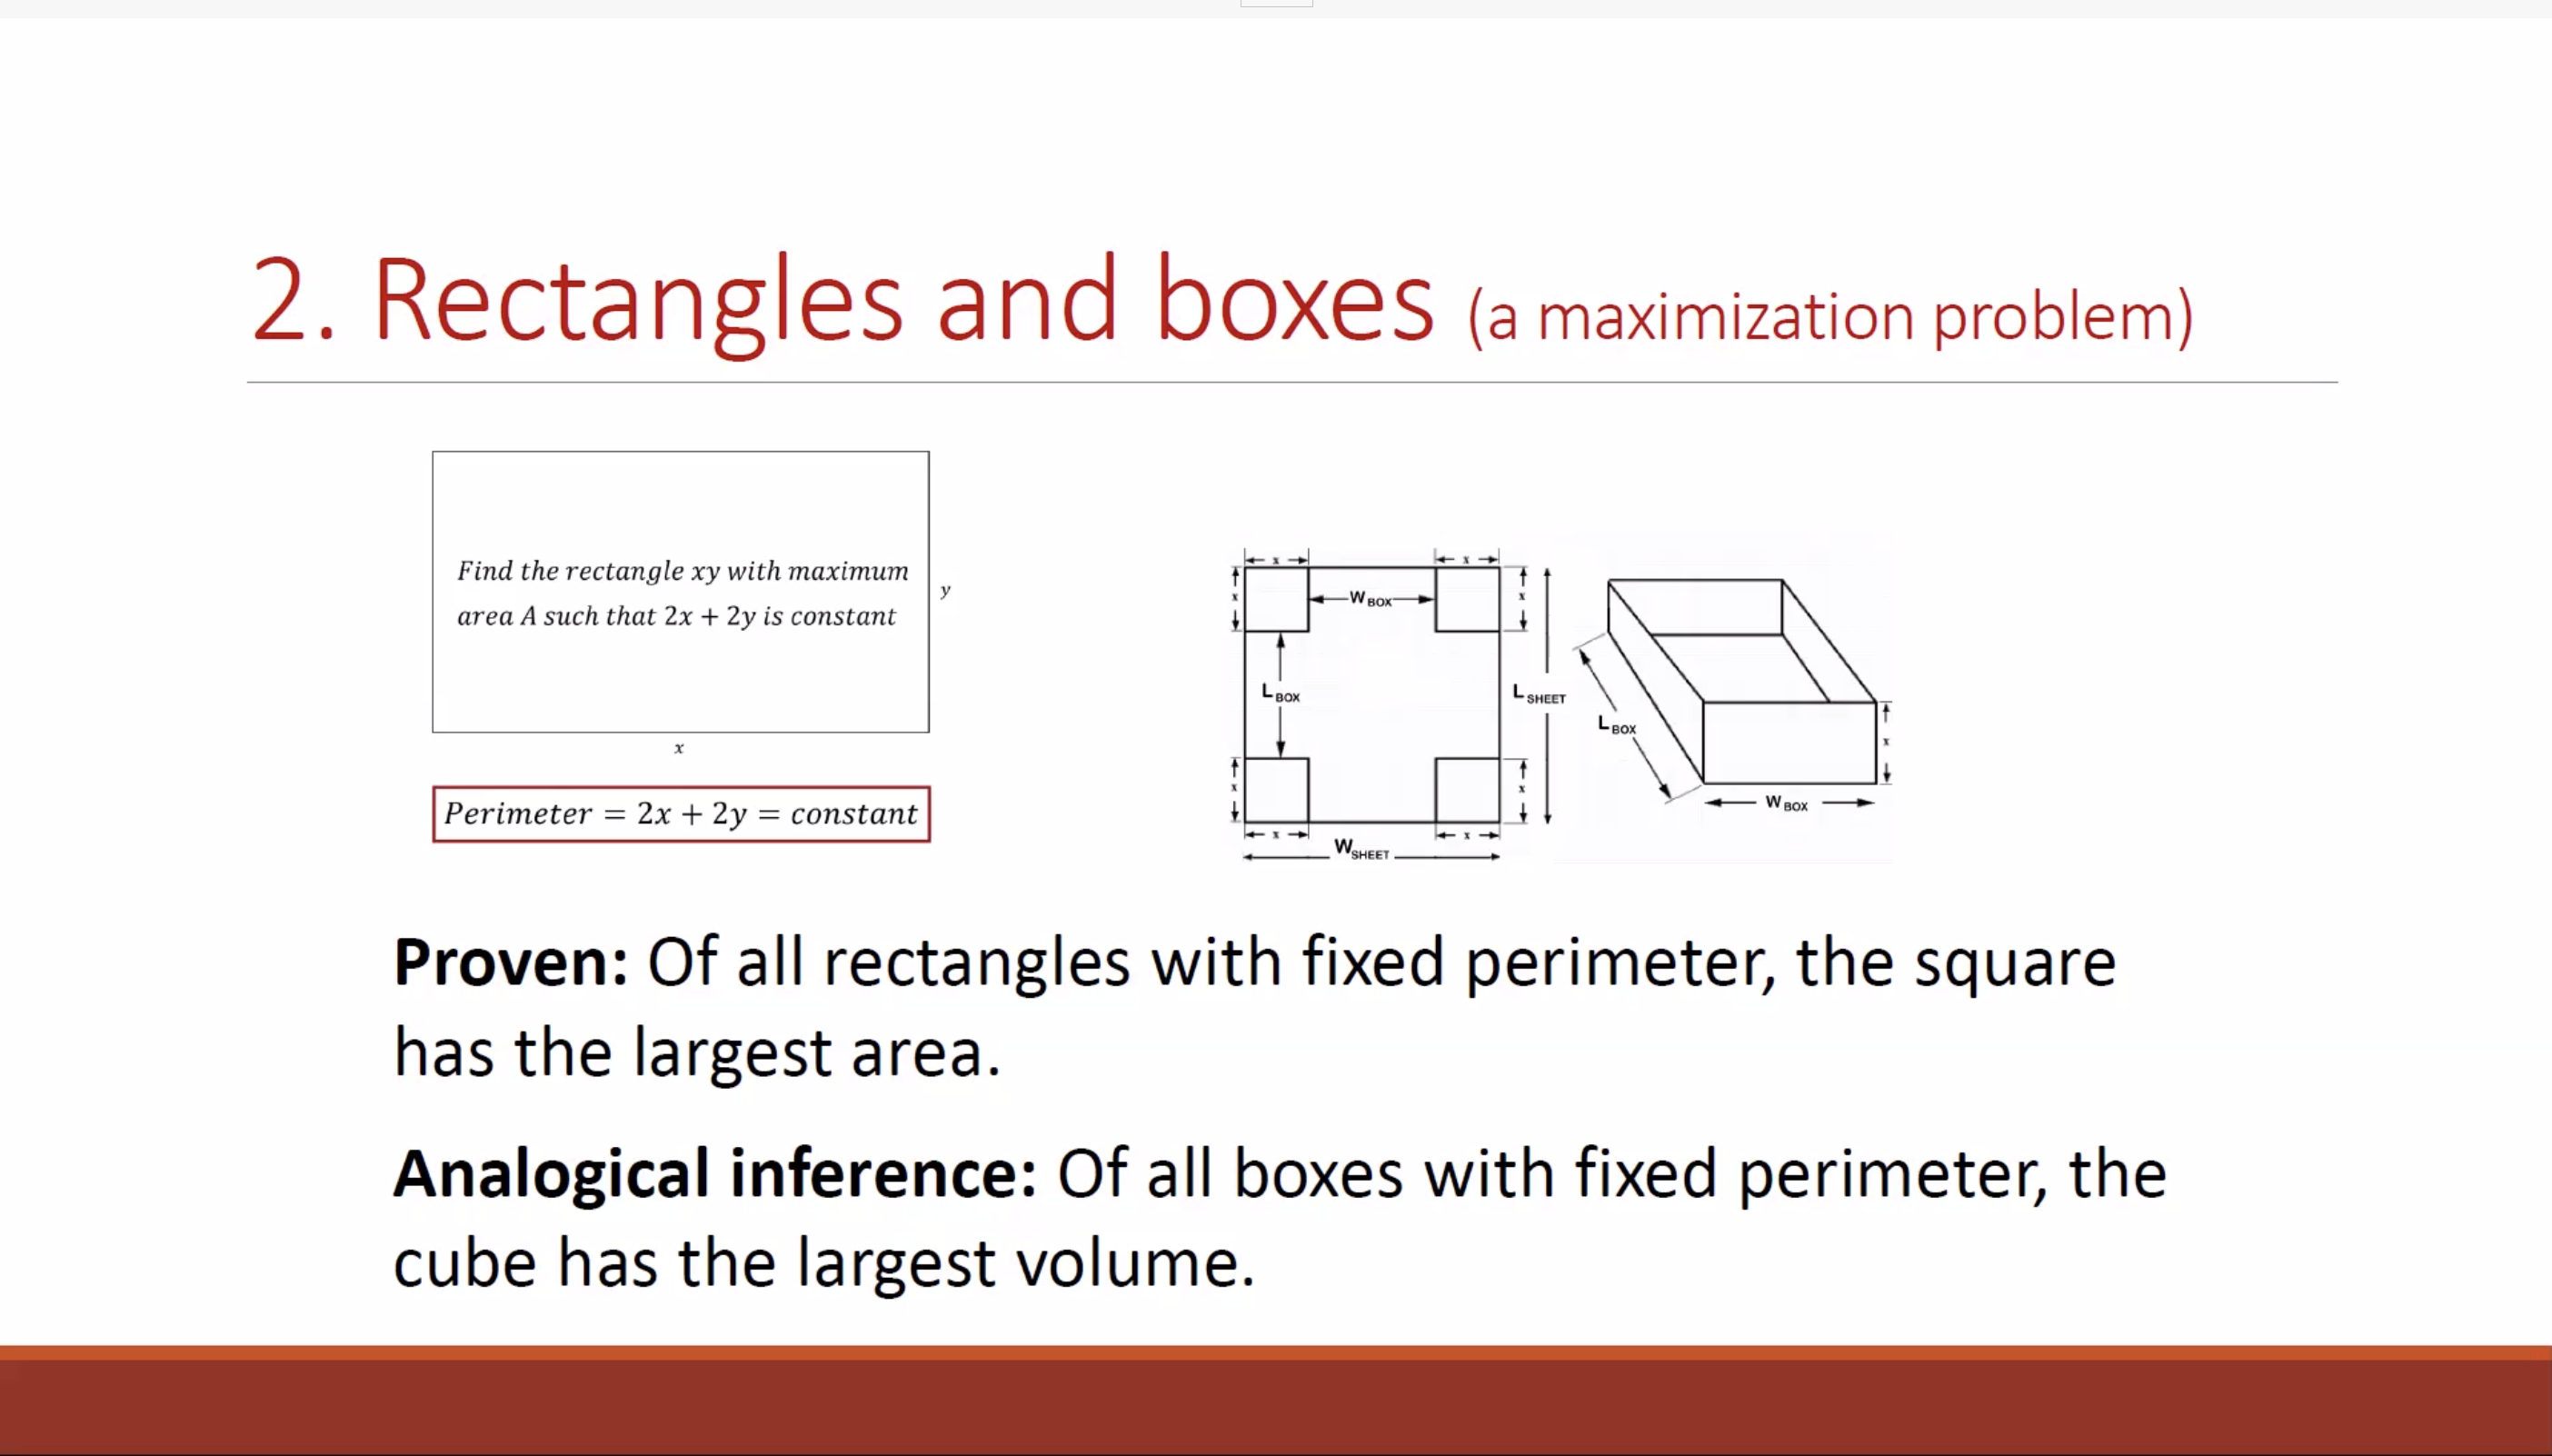 2. Rectangles and boxes (a maximization problem)
Find the rectangle xy with maximum
area A such that 2x + 2y is constant
y
x
Perimeter = 2x + 2y = constant
x
x
x
W BOX
x
L BOX
L SHEET
x
x
x
x
W SHEET
L BOX
x
W BOX
Proven: Of all rectangles with fixed perimeter, the square
has the largest area.
Analogical inference: Of all boxes with fixed perimeter, the
cube has the largest volume.